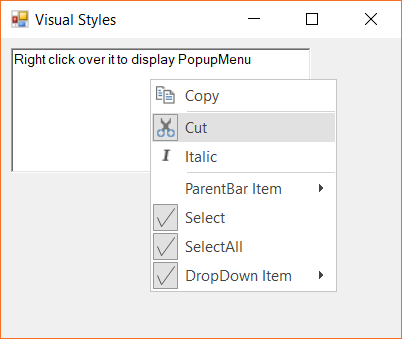 Visual Styles
Right click over it to display PopupMenu
Copy
Cut
Italic
ParentBar Item
Select
SelectAll
DropDown Item